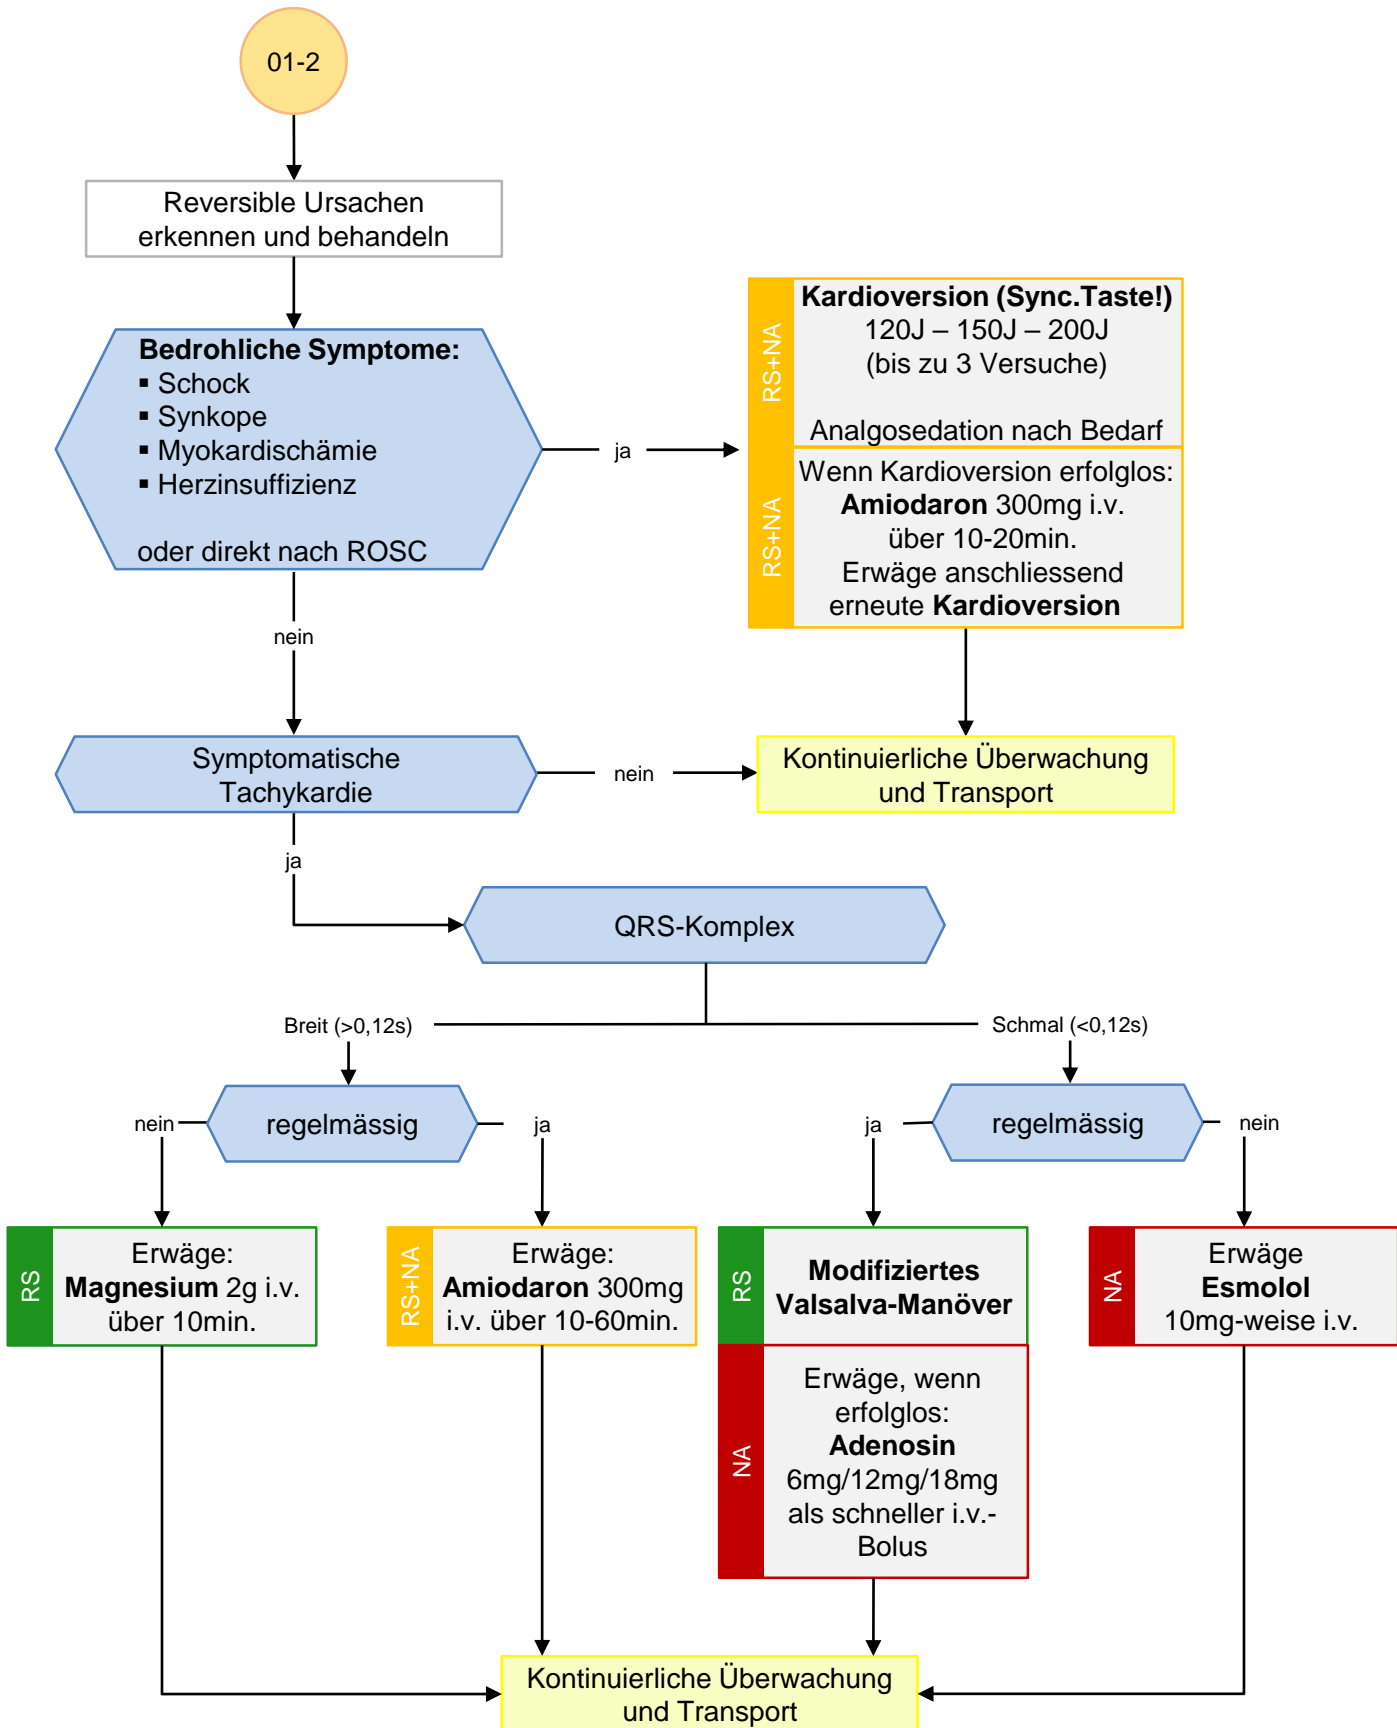 01-2
Reversible Ursachen
erkennen und behandeln
Bedrohliche Symptome:
▪ Schock
▪ Synkope
▪ Myokardischämie
▪ Herzinsuffizienz
oder direkt nach ROSC
ja
RS+NA
Kardioversion (Sync.Taste!)
120J – 150J – 200J
(bis zu 3 Versuche)
Analgosedation nach Bedarf
RS+NA
Wenn Kardioversion erfolglos:
Amiodaron 300mg i.v.
über 10-20min.
Erwäge anschliessend
erneute Kardioversion
nein
Symptomatische
Tachykardie
nein
Kontinuierliche Überwachung
und Transport
ja
QRS-Komplex
Breit (>0,12s)
Schmal (<0,12s)
nein
regelmässig
ja
ja
regelmässig
nein
RS
Erwäge:
Magnesium 2g i.v.
über 10min.
RS+NA
Erwäge:
Amiodaron 300mg
i.v. über 10-60min.
RS
Modifiziertes
Valsalva-Manöver
NA
Erwäge
Esmolol
10mg-weise i.v.
NA
Erwäge, wenn
erfolglos:
Adenosin
6mg/12mg/18mg
als schneller i.v.-
Bolus
Kontinuierliche Überwachung
und Transport